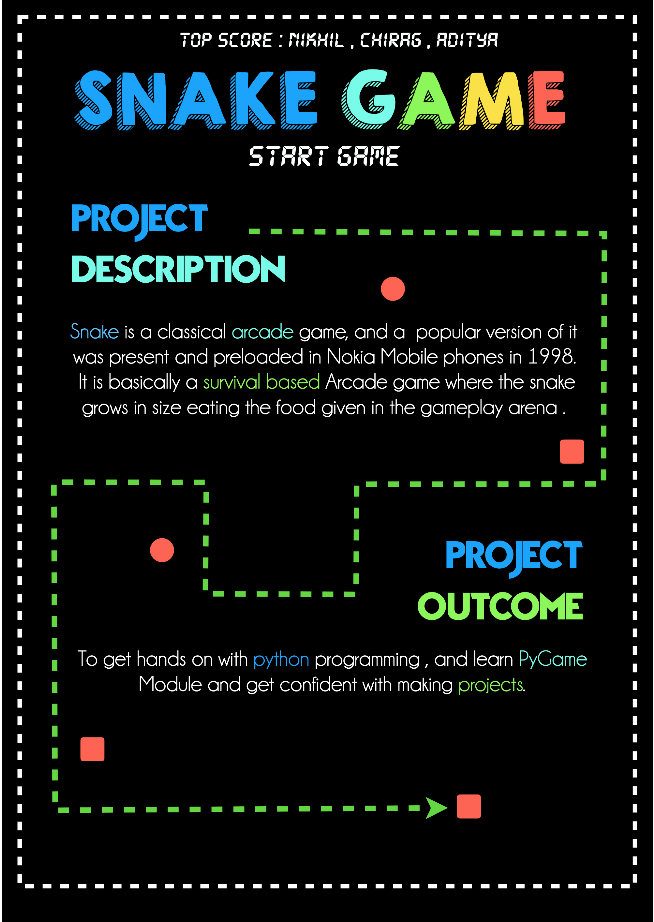 TOP SCORE : NIKHIL , CHIRAG , ADITYA
SNAKE GAME
START GAME
PROJECT
DESCRIPTION
Snake is a classical arcade game, and a popular version of it
was present and preloaded in Nokia Mobile phones in 1998.
It is basically a survival based Arcade game where the snake
grows in size eating the food given in the gameplay arena .
PROJECT
OUTCOME
To get hands on with python programming , and learn PyGame
Module and get confident with making projects.